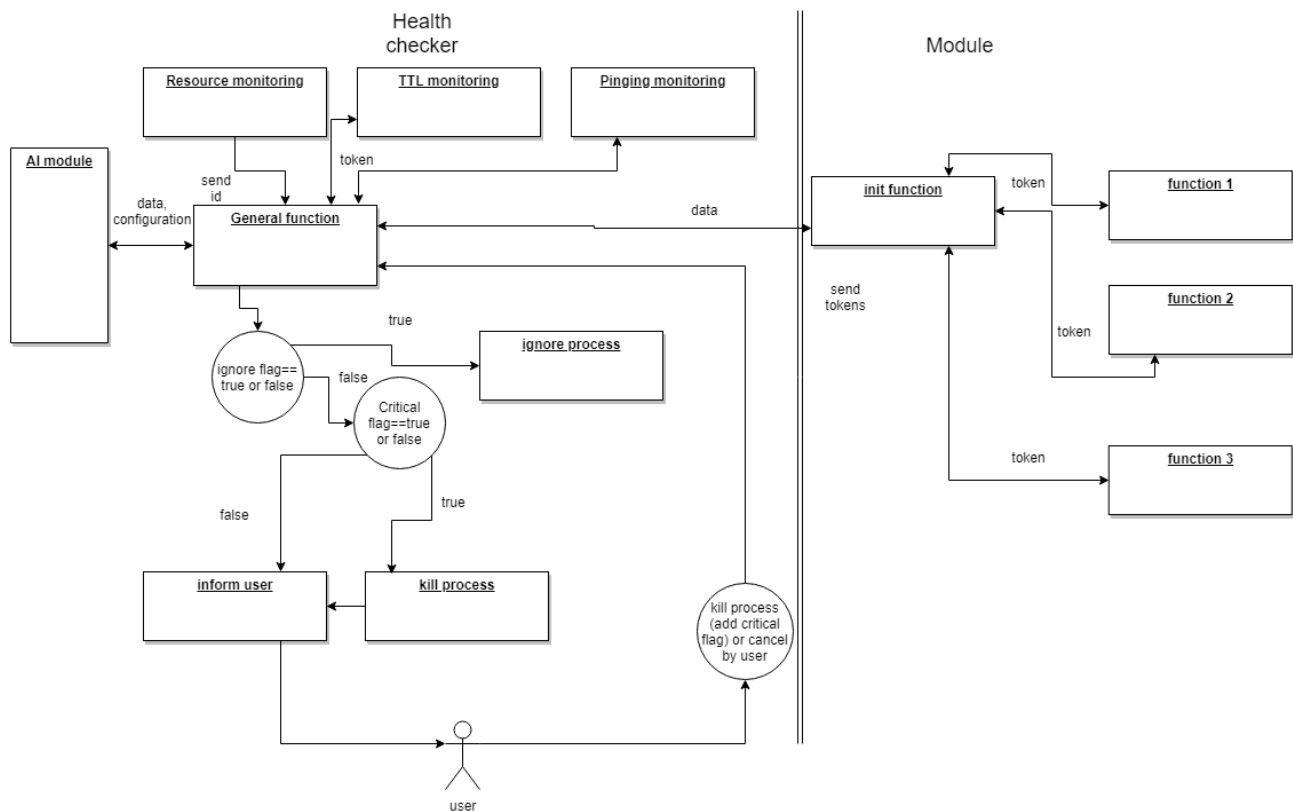 Health
checker
Module
Resource monitoring
TTL monitoring
Pinging monitoring
AI module
token
send
id
data,
configuration
General function
data
init function
token
function 1
send
tokens
function 2
token
true
ignore process
ignore flag==
true or false
false
Critical
flag==true
or false
token
function 3
false
true
inform user
kill process
kill process
(add critical
flag) or cancel
by user
user